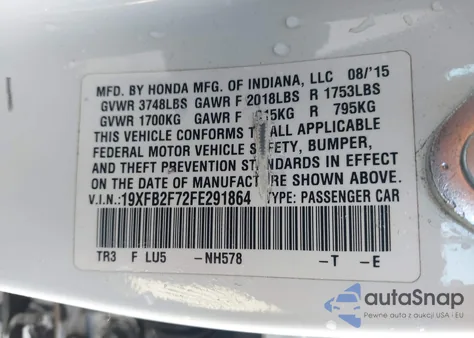 MFD. BY HONDA MFG. OF INDIANA, LLC 08/'15
GVWR 3748LBS GAWR F 2018LBS R 1753LBS
GVWR 1700KG GAWR F 15KG R 795KG
THIS VEHICLE CONFORMS TO ALL APPLICABLE
FEDERAL MOTOR VEHICLE SAFETY, BUMPER,
AND THEFT PREVENTION STANDARDS IN EFFECT
ON THE DATE OF MANUFACTURE SHOWN ABOVE.
V.I.N.:19XFB2F72FE291864 TYPE: PASSENGER CAR
TR3 F LU5 -NH578 -T -E
autoSnap
Pewne auta z aukcji USA i EU